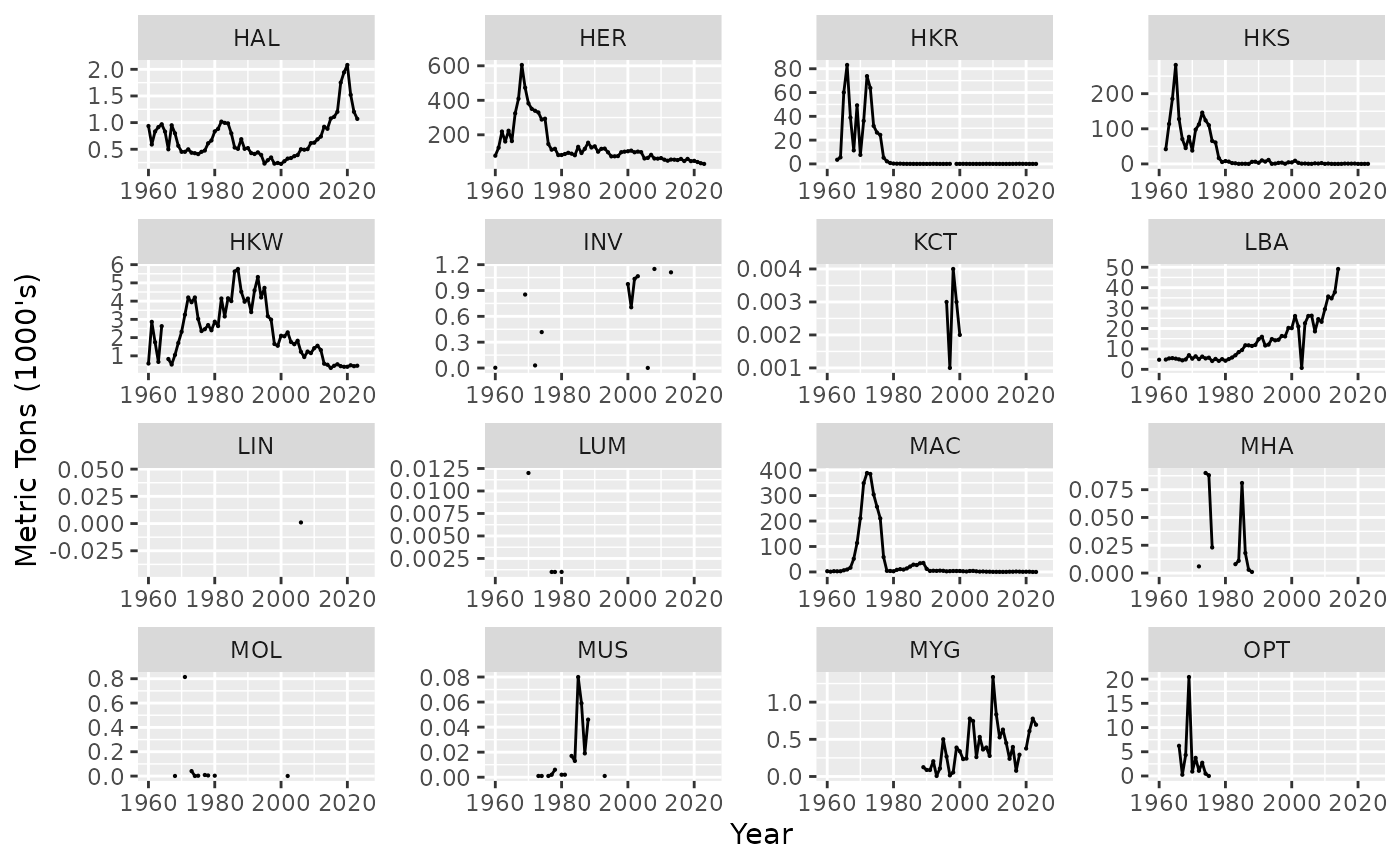 HAL HER HKR HKS
2.0 1.5 1.0 0.5
600 400 200
80 60 40 20 0
200 100 0
1960 1980 2000 2020 1960 1980 2000 2020 1960 1980 2000 2020 1960 1980 2000 2020
HKW INV KCT LBA
6 5 4 3 2 1
1.2 0.9 0.6 0.3 0.0
0.004 0.003 0.002 0.001
50 40 30 20 10 0
1960 1980 2000 2020 1960 1980 2000 2020 1960 1980 2000 2020 1960 1980 2000 2020
Metric Tons (1000's)
LIN LUM MAC MHA
0.050 0.025 0.000 -0.025
0.0125 0.0100 0.0075 0.0050 0.0025
400 300 200 100 0
0.075 0.050 0.025 0.000
1960 1980 2000 2020 1960 1980 2000 2020 1960 1980 2000 2020 1960 1980 2000 2020
MOL MUS MYG OPT
0.8 0.6 0.4 0.2 0.0
0.08 0.06 0.04 0.02 0.00
1.0 0.5 0.0
20 15 10 5 0
1960 1980 2000 2020 1960 1980 2000 2020 1960 1980 2000 2020 1960 1980 2000 2020
Year